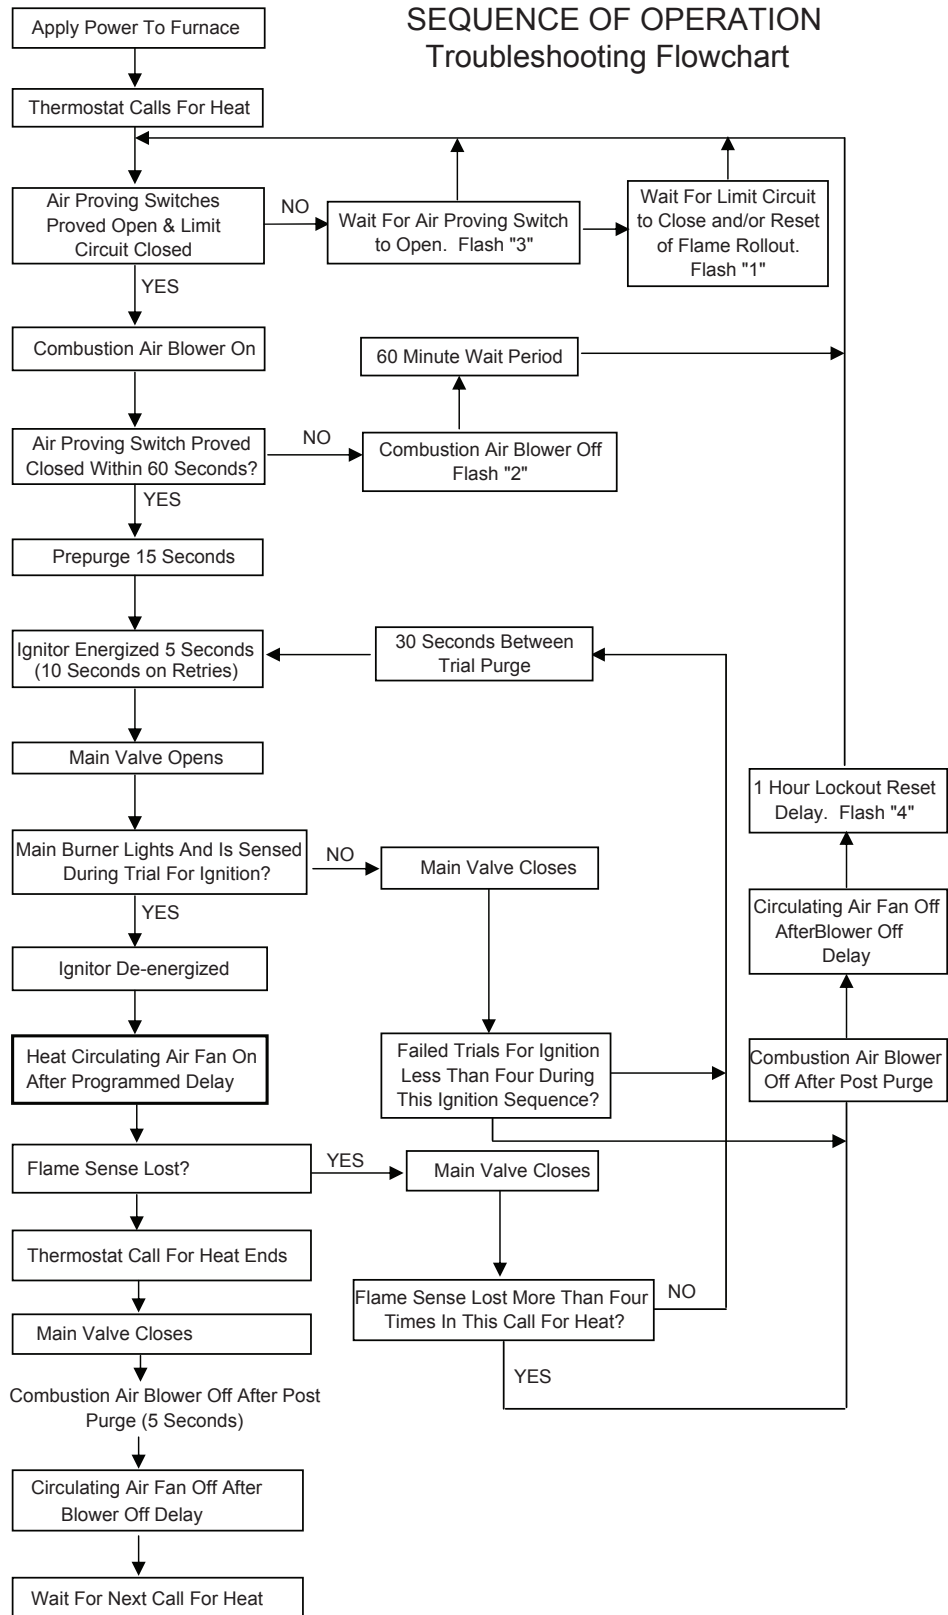 SEQUENCE OF OPERATION
Troubleshooting Flowchart
Apply Power To Furnace
Thermostat Calls For Heat
Air Proving Switches
Proved Open & Limit
Circuit Closed
NO
Wait For Air Proving Switch
to Open. Flash "3"
Wait For Limit Circuit
to Close and/or Reset
of Flame Rollout.
Flash "1"
YES
Combustion Air Blower On
60 Minute Wait Period
Air Proving Switch Proved
Closed Within 60 Seconds?
NO
Combustion Air Blower Off
Flash "2"
YES
Prepurge 15 Seconds
Ignitor Energized 5 Seconds
(10 Seconds on Retries)
30 Seconds Between
Trial Purge
Main Valve Opens
1 Hour Lockout Reset
Delay. Flash "4"
Main Burner Lights And Is Sensed
During Trial For Ignition?
NO
Main Valve Closes
YES
Circulating Air Fan Off
AfterBlower Off
Delay
Ignitor De-energized
Heat Circulating Air Fan On
After Programmed Delay
Failed Trials For Ignition
Less Than Four During
This Ignition Sequence?
Combustion Air Blower
Off After Post Purge
Flame Sense Lost?
YES
Main Valve Closes
Thermostat Call For Heat Ends
Flame Sense Lost More Than Four
Times In This Call For Heat?
NO
Main Valve Closes
YES
Combustion Air Blower Off After Post
Purge (5 Seconds)
Circulating Air Fan Off After
Blower Off Delay
Wait For Next Call For Heat